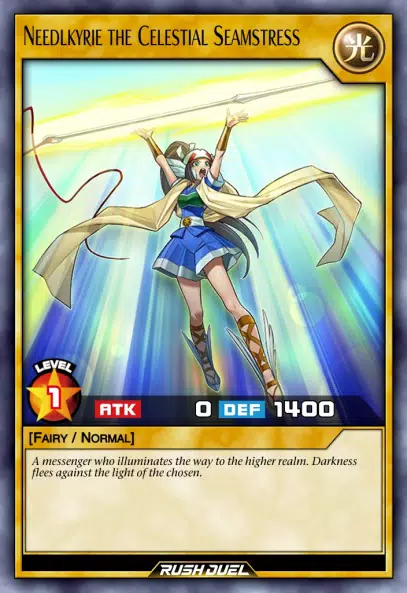 NEEDLKYRIE THE CELESTIAL SEAMSTRESS
光
LEVEL
1
ATK 0 DEF 1400
[FAIRY / NORMAL]
A messenger who illuminates the way to the higher realm. Darkness
flees against the light of the chosen.
RUSH DUEL